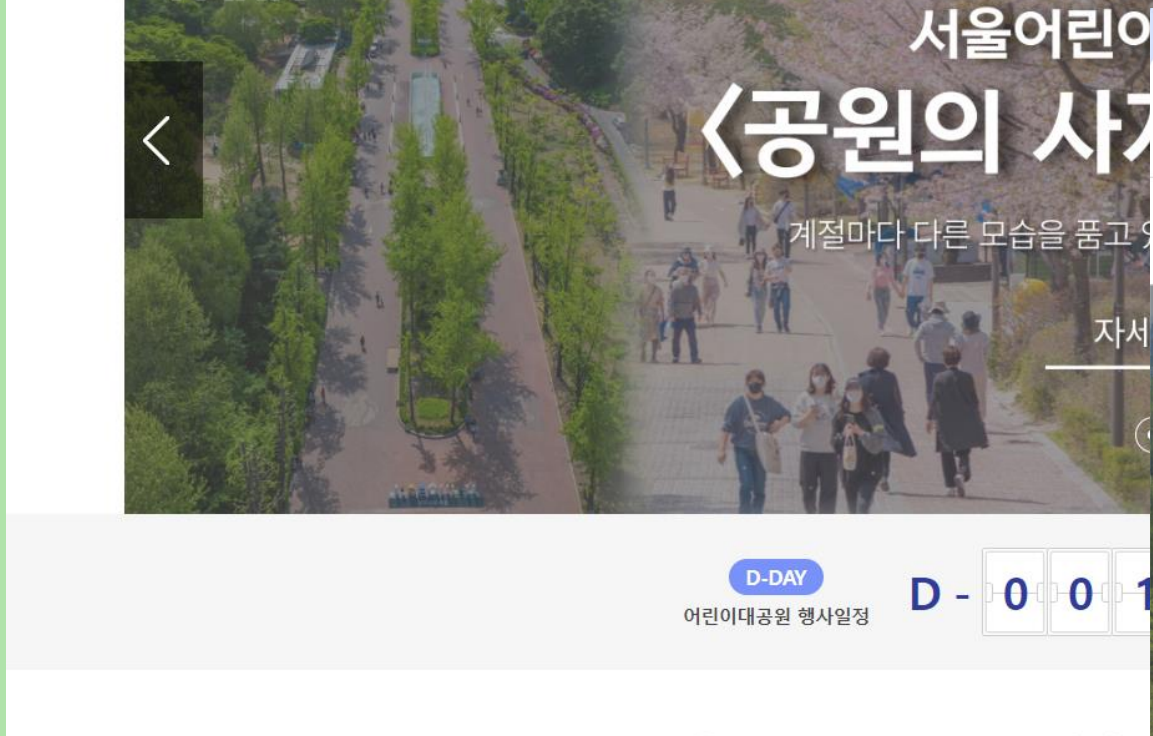 서울어린이
〈공원의 사
계절마다 다른 모습을 품고
자세
D-DAY
어린이대공원 행사일정
D - 0 0 1